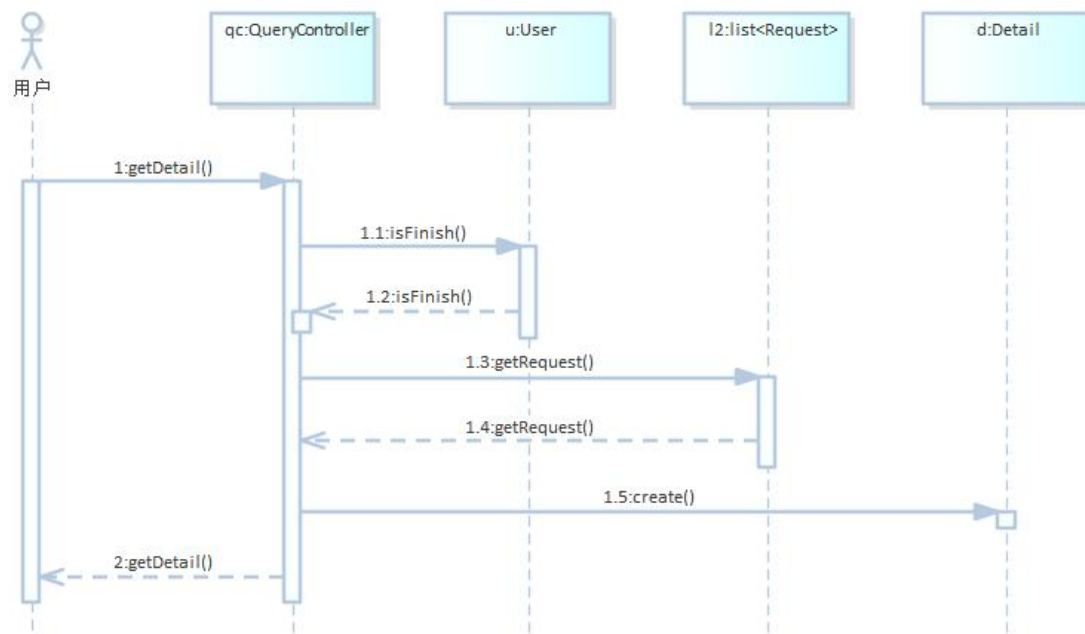 qc:QueryController
u:User
l2:list<Request>
d:Detail
用户
1:getDetail()
1.1:isFinish()
1.2:isFinish()
1.3:getRequest()
1.4:getRequest()
1.5:create()
2:getDetail()